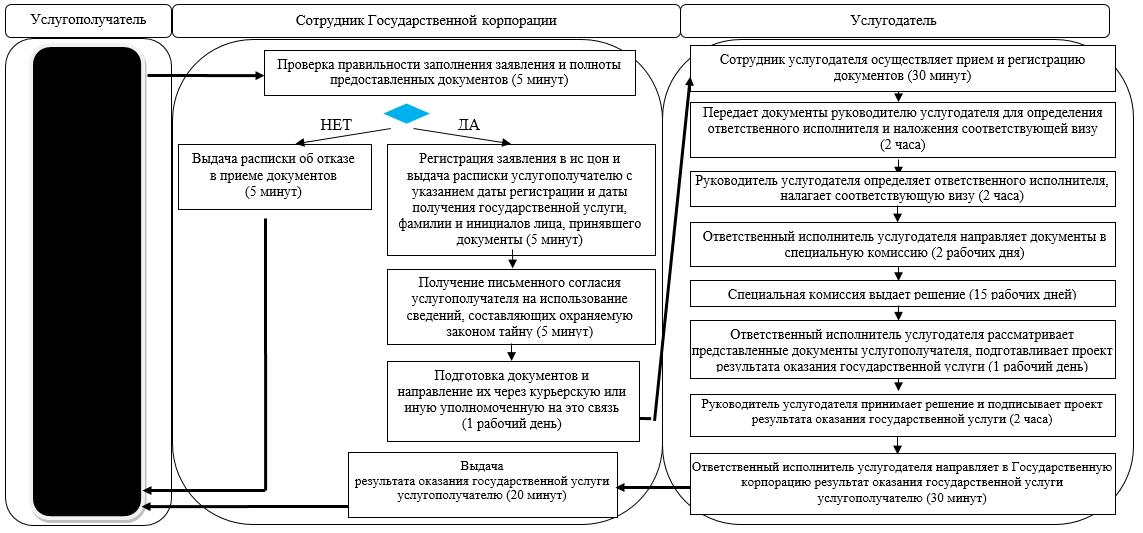 Услугополучатель
Сотрудник Государственной корпорации
Услугодатель
Проверка правильности заполнения заявления и полноты
предоставленных документов (5 минут)
НЕТ
ДА
Выдача расписки об отказе
в приеме документов
(5 минут)
Регистрация заявления в ис цон и
выдача расписки услугополучателю с
указанием даты регистрации и даты
получения государственной услуги,
фамилии и инициалов лица, принявшего
документы (5 минут)
Получение письменного согласия
услугополучателя на использование
сведений, составляющих охраняемую
законом тайну (5 минут)
Подготовка документов и
направление их через курьерскую или
иную уполномоченную на это связь
(1 рабочий день)
Выдача
результата оказания государственной услуги
услугополучателю (20 минут)
Сотрудник услугодателя осуществляет прием и регистрацию
документов (30 минут)
Передает документы руководителю услугодателя для определения
ответственного исполнителя и наложения соответствующей визу
(2 часа)
Руководитель услугодателя определяет ответственного исполнителя,
налагает соответствующую визу (2 часа)
Ответственный исполнитель услугодателя направляет документы в
специальную комиссию (2 рабочих дня)
Специальная комиссия выдает решение (15 рабочих дней)
Ответственный исполнитель услугодателя рассматривает
представленные документы услугополучателя, подготавливает проект
результата оказания государственной услуги (1 рабочий день)
Руководитель услугодателя принимает решение и подписывает проект
результата оказания государственной услуги (2 часа)
Ответственный исполнитель услугодателя направляет в Государственную
корпорацию результат оказания государственной услуги
услугополучателю (30 минут)